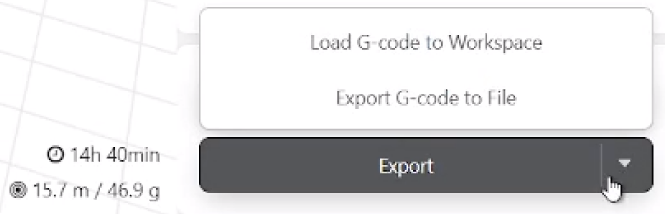 Load G-code to Workspace
Export G-code to File
14h 40min
Export
15.7 m / 46.9 g